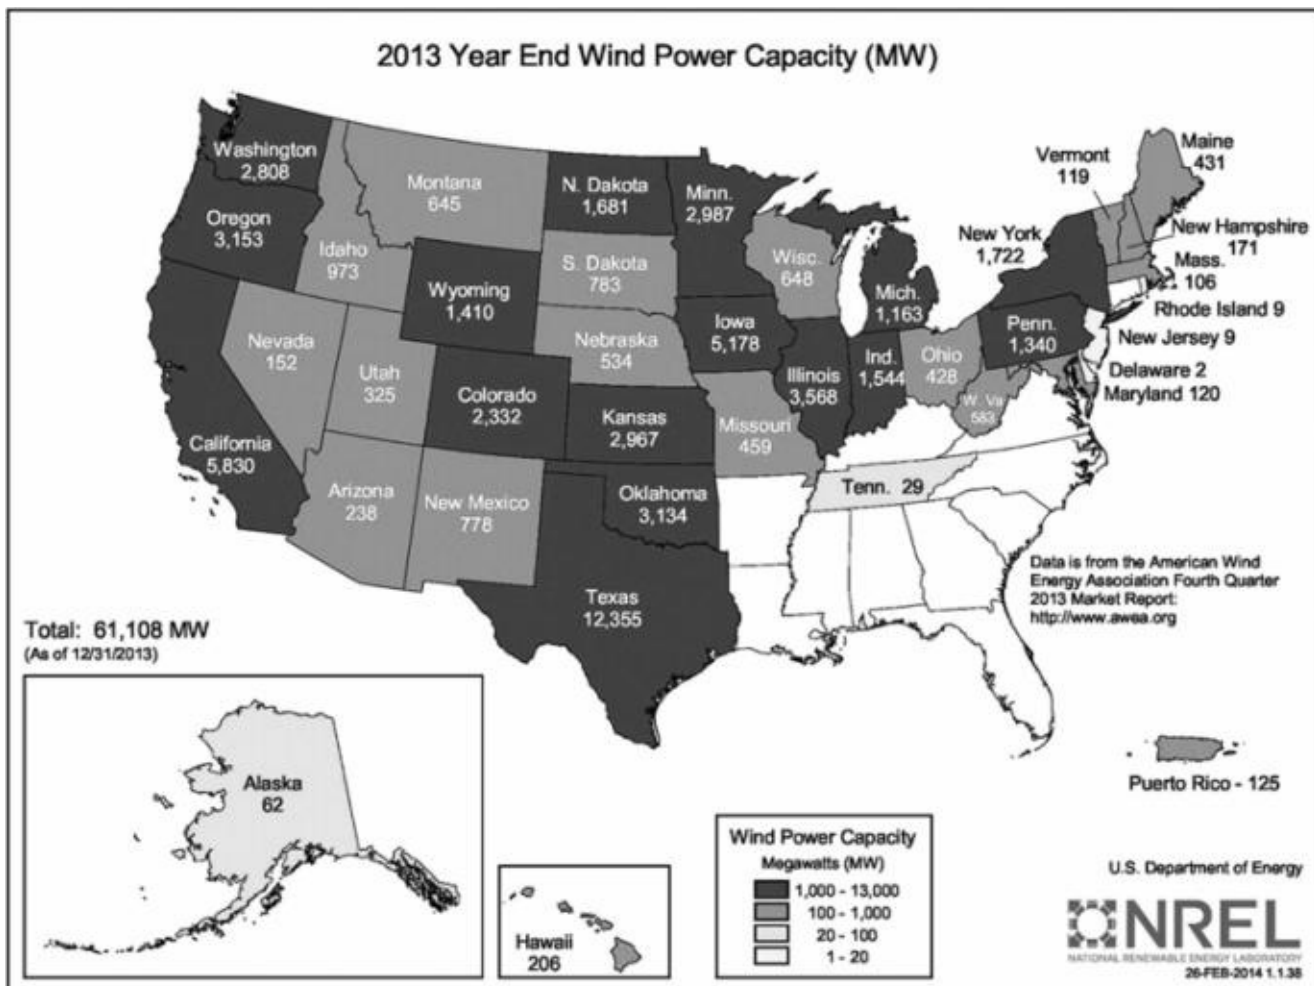 2013 Year End Wind Power Capacity (MW)
Washington
2,808
Oregon
3,153
California
5,830
Nevada
152
Idaho
973
Montana
645
Wyoming
1,410
Utah
325
Colorado
2,332
Arizona
238
New Mexico
778
N. Dakota
1,681
S. Dakota
783
Nebraska
534
Kansas
2,967
Oklahoma
3,134
Texas
12,355
Minn.
2,987
Iowa
5,178
Missouri
459
Wisc.
648
Illinois
3,568
Mich.
1,163
Ind.
1,544
Ohio
428
W. Va
583
Tenn. 29
Penn.
1,340
New York
1,722
Vermont
119
Maine
431
New Hampshire
171
Mass.
106
Rhode Island 9
New Jersey 9
Delaware 2
Maryland 120
Data is from the American Wind
Energy Association Fourth Quarter
2013 Market Report:
http://www.awea.org
Total: 61,108 MW
(As of 12/31/2013)
Alaska
62
Hawaii
206
Puerto Rico - 125
Wind Power Capacity
Megawatts (MW)
1,000 - 13,000
100 - 1,000
20 - 100
1 - 20
U.S. Department of Energy
NREL
NATIONAL RENEWABLE ENERGY LABORATORY
26-FEB-2014 1.1.38